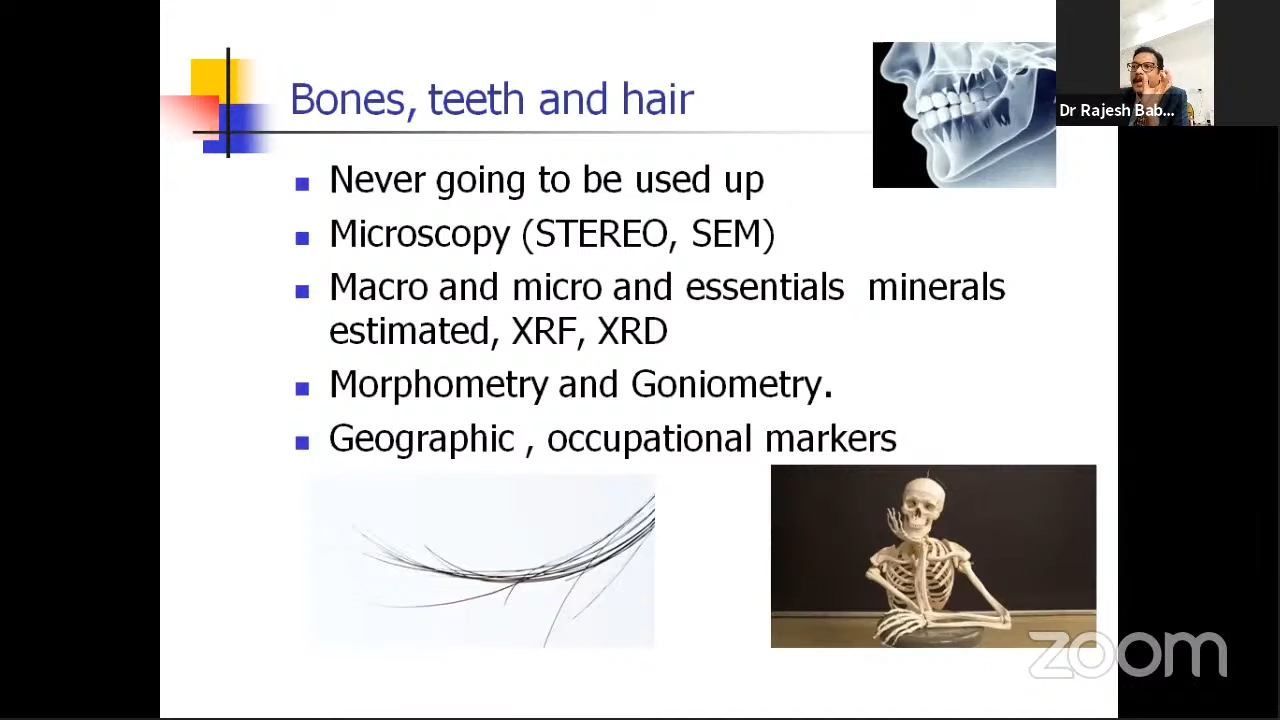 Bones, teeth and hair
Dr Rajesh Bab...
Never going to be used up
Microscopy (STEREO, SEM)
Macro and micro and essentials  minerals
estimated, XRF, XRD
Morphometry and Goniometry.
Geographic , occupational markers
zoom